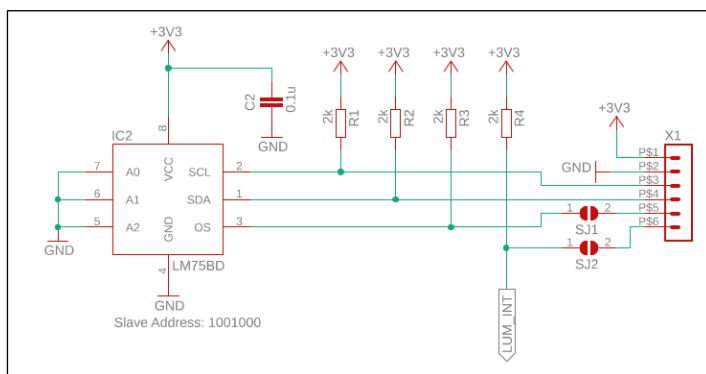 +3V3
+3V3 +3V3 +3V3 +3V3
C2 0.1u
2k R1
2k R2
2k R3
2k R4
+3V3
X1
GND
IC2
8
VCC
7 A0 SCL 2
6 A1 SDA 1
5 A2 OS 3
GND
4
GND
LM75BD
GND
GND
P$1
P$2
P$3
P$4
P$5
P$6
1 2
SJ1
1 2
SJ2
LUM_INT
Slave Address: 1001000